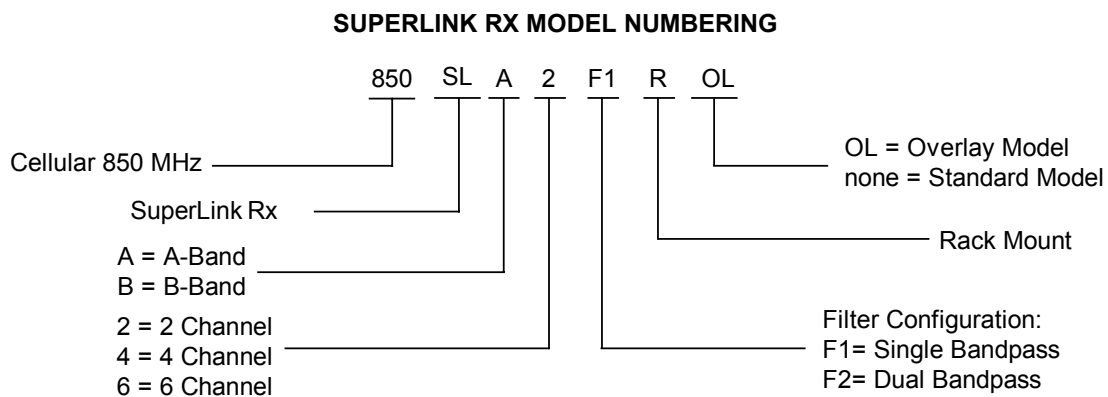 SUPERLINK RX MODEL NUMBERING
850 SL A 2 F1 R OL
Cellular 850 MHz
SuperLink Rx
A = A-Band
B = B-Band
2 = 2 Channel
4 = 4 Channel
6 = 6 Channel
OL = Overlay Model
none = Standard Model
Rack Mount
Filter Configuration:
F1= Single Bandpass
F2= Dual Bandpass